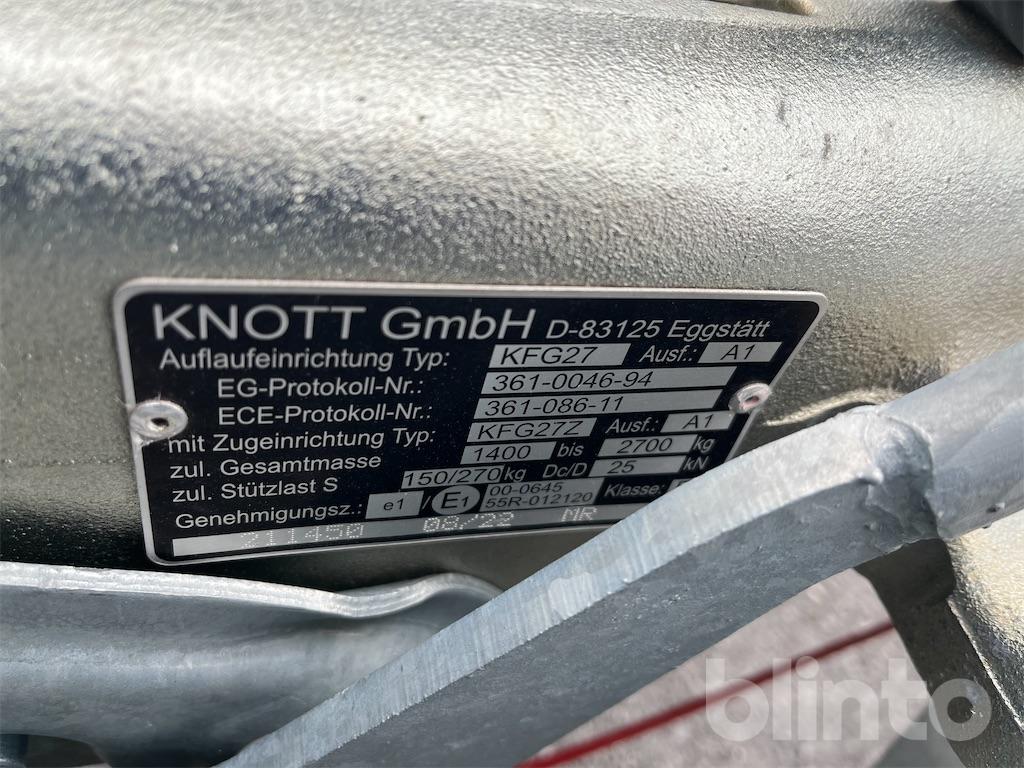 KNOTT GmbH D-83125 Eggstätt
Auflaufeinrichtung Typ: KFG27 Ausf.: A1
EG-Protokoll-Nr.: 361-0046-94
ECE-Protokoll-Nr.: 361-086-11
mit Zugeinrichtung Typ: KFG27Z Ausf.: A1
zul. Gesamtmasse 1400 bis 2700 kg
zul. Stützlast S 150/270 kg Dc/D 25 kN
Genehmigungsz.: e1 / E1 00-0645 Klasse:
55R-012120
211450 08/22 NR
blinto